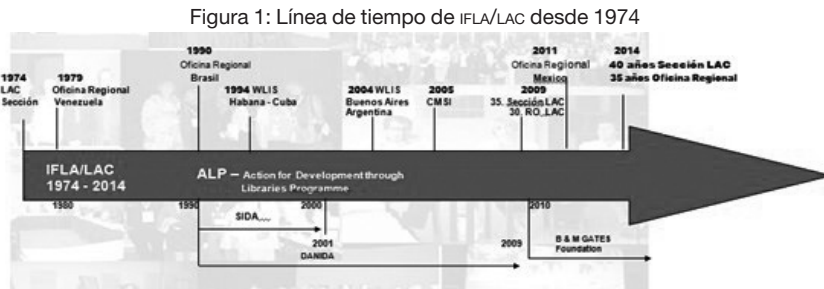 Figura 1: Línea de tiempo de IFLA/LAC desde 1974
1974
LAC
Sección
1979
Oficina Regional
Venezuela
1990
Oficina Regional
Brasil
1994 WLIS
Habana - Cuba
2004 WLIS
Buenos Aires
Argentina
2005
CMSI
2009
35. Sección LAC
30. RO_LAC
2011
Oficina Regional
Mexico
2014
40 años Sección LAC
35 años Oficina Regional
IFLA/LAC
1974 - 2014
ALP – Action for Development through
Libraries Programme
1980
1990
2000
2010
SIDA
2001
DANIDA
2009
B & M GATES
Foundation